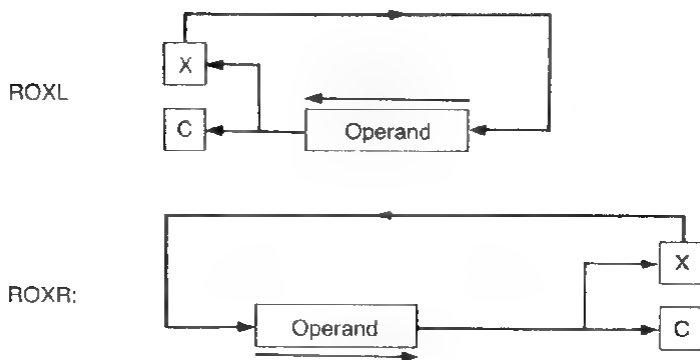 X
ROXL
C
Operand
X
ROXR:
Operand
C